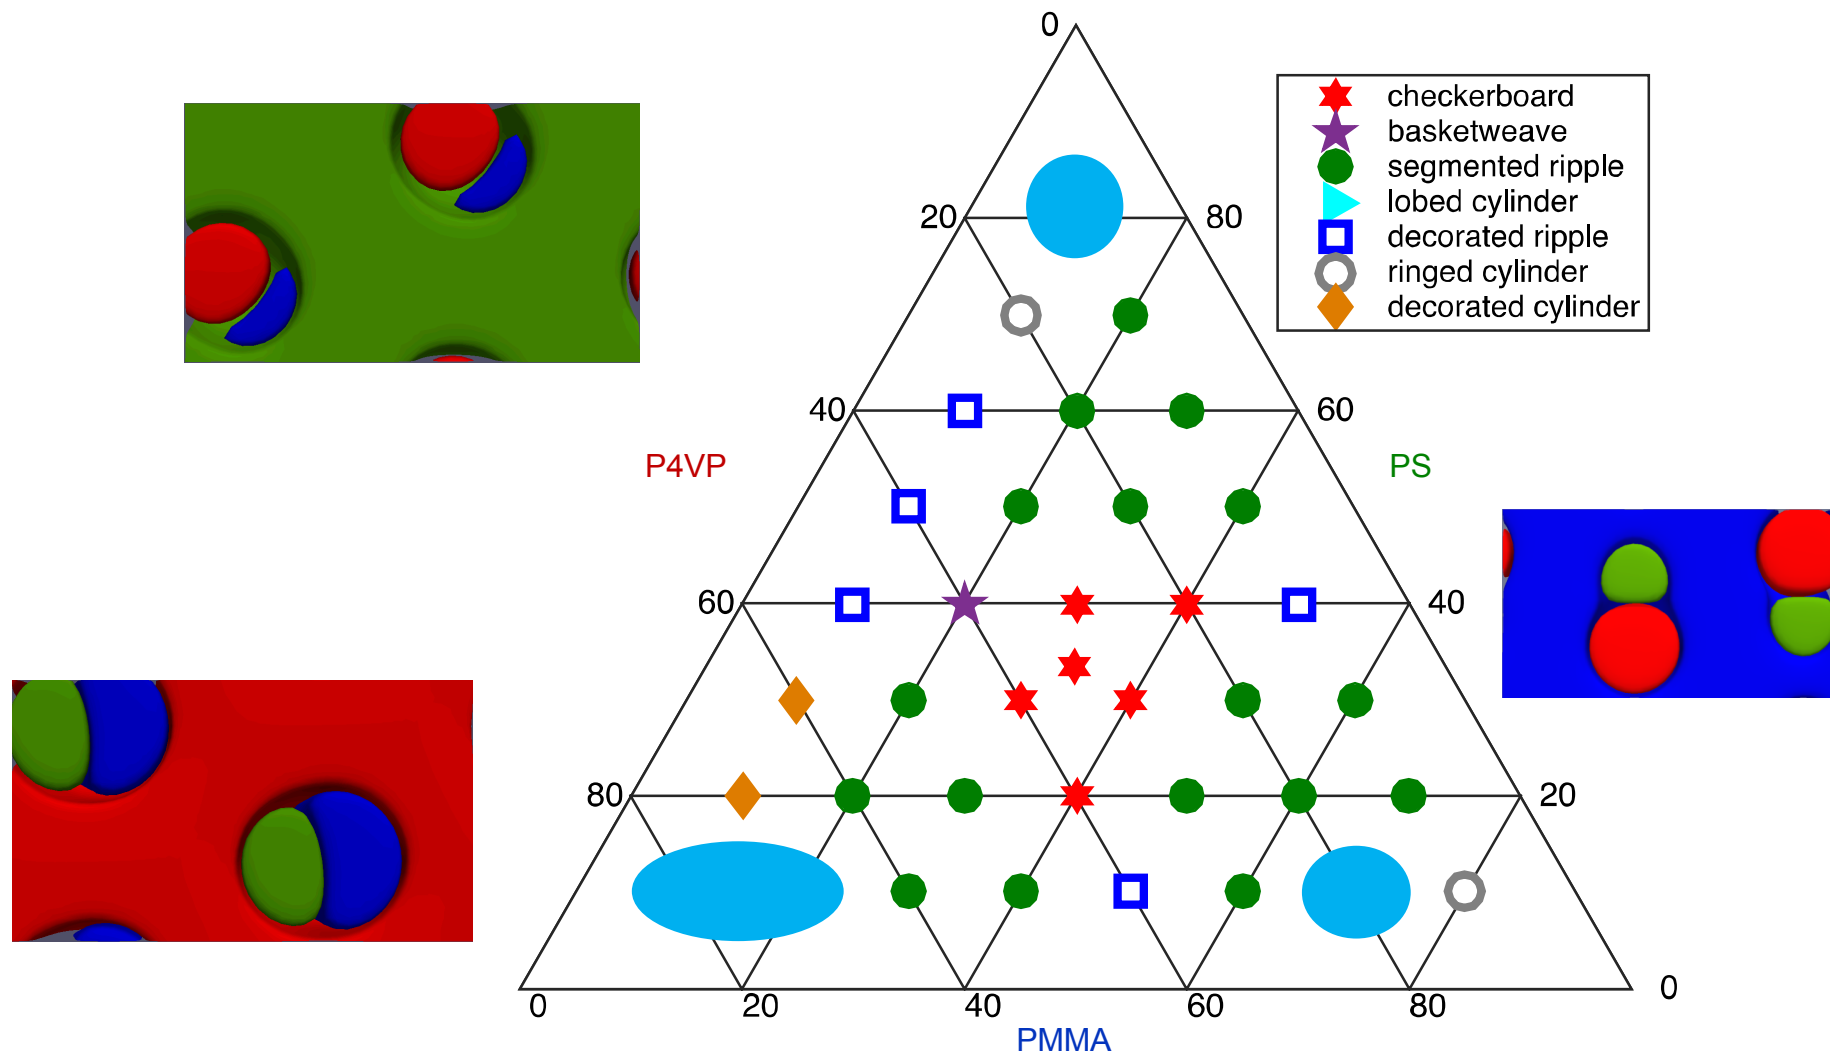 0
checkerboard
basketweave
segmented ripple
lobed cylinder
decorated ripple
ringed cylinder
decorated cylinder
20 80
40 60
P4VP PS
60 40
80 20
0 20 40 60 80 0
PMMA